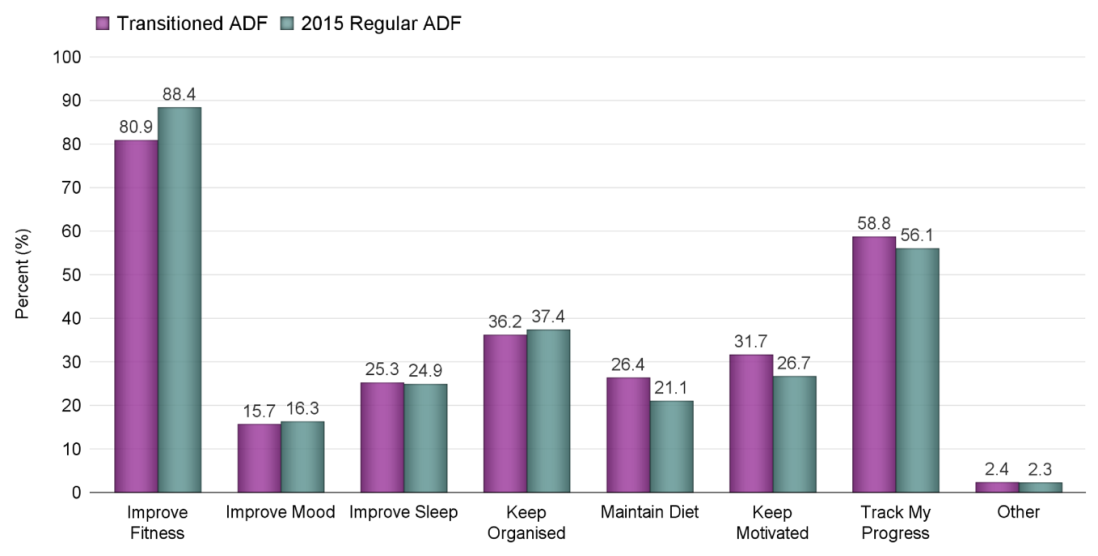 Transitioned ADF 2015 Regular ADF
100
90
80
70
60
50
40
30
20
10
0
Percent (%)
80.9 88.4
15.7 16.3
25.3 24.9
36.2 37.4
26.4 21.1
31.7 26.7
58.8 56.1
2.4 2.3
Improve
Fitness
Improve Mood
Improve Sleep
Keep
Organised
Maintain Diet
Keep
Motivated
Track My
Progress
Other